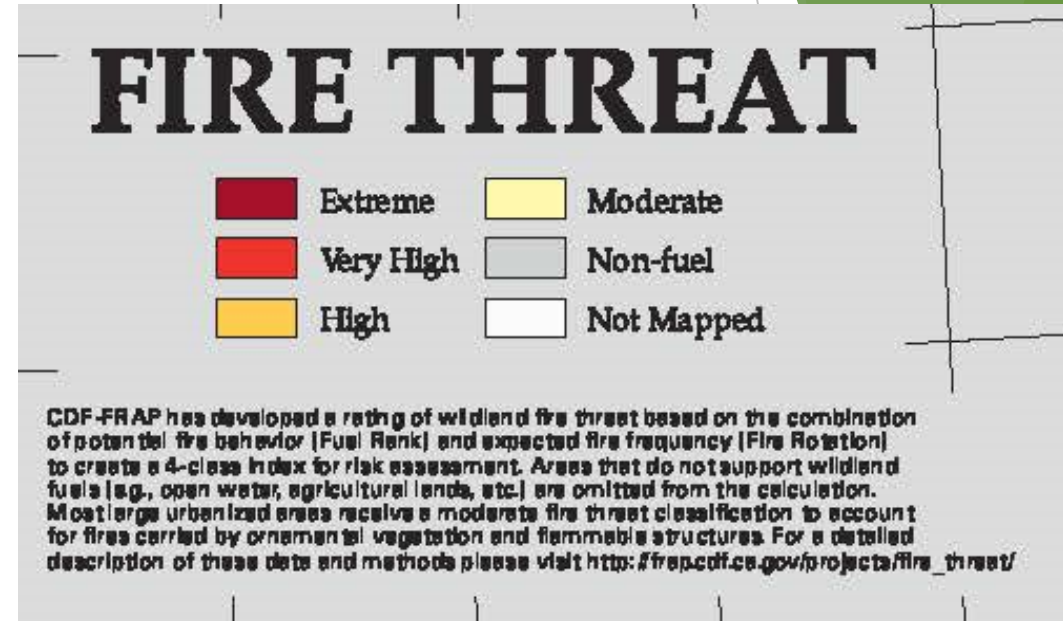 FIRE THREAT
Extreme
Very High
High
Moderate
Non-fuel
Not Mapped
CDF-FRAP has developed a rating of wildland fire threat based on the combination
of potential fire behavior (Fuel Rank) and expected fire frequency (Fire Rotation)
to create a 4-class index for risk assessment. Areas that do not support wildland
fuels (eg., open water, agricultural lands, etc.) are omitted from the calculation.
Most large urbanized areas receive a moderate fire threat classification to account
for fires carried by ornamental vegetation and flammable structures. For a detailed
description of these data and methods please visit http://frap.cdf.ca.gov/projects/fire_threat/